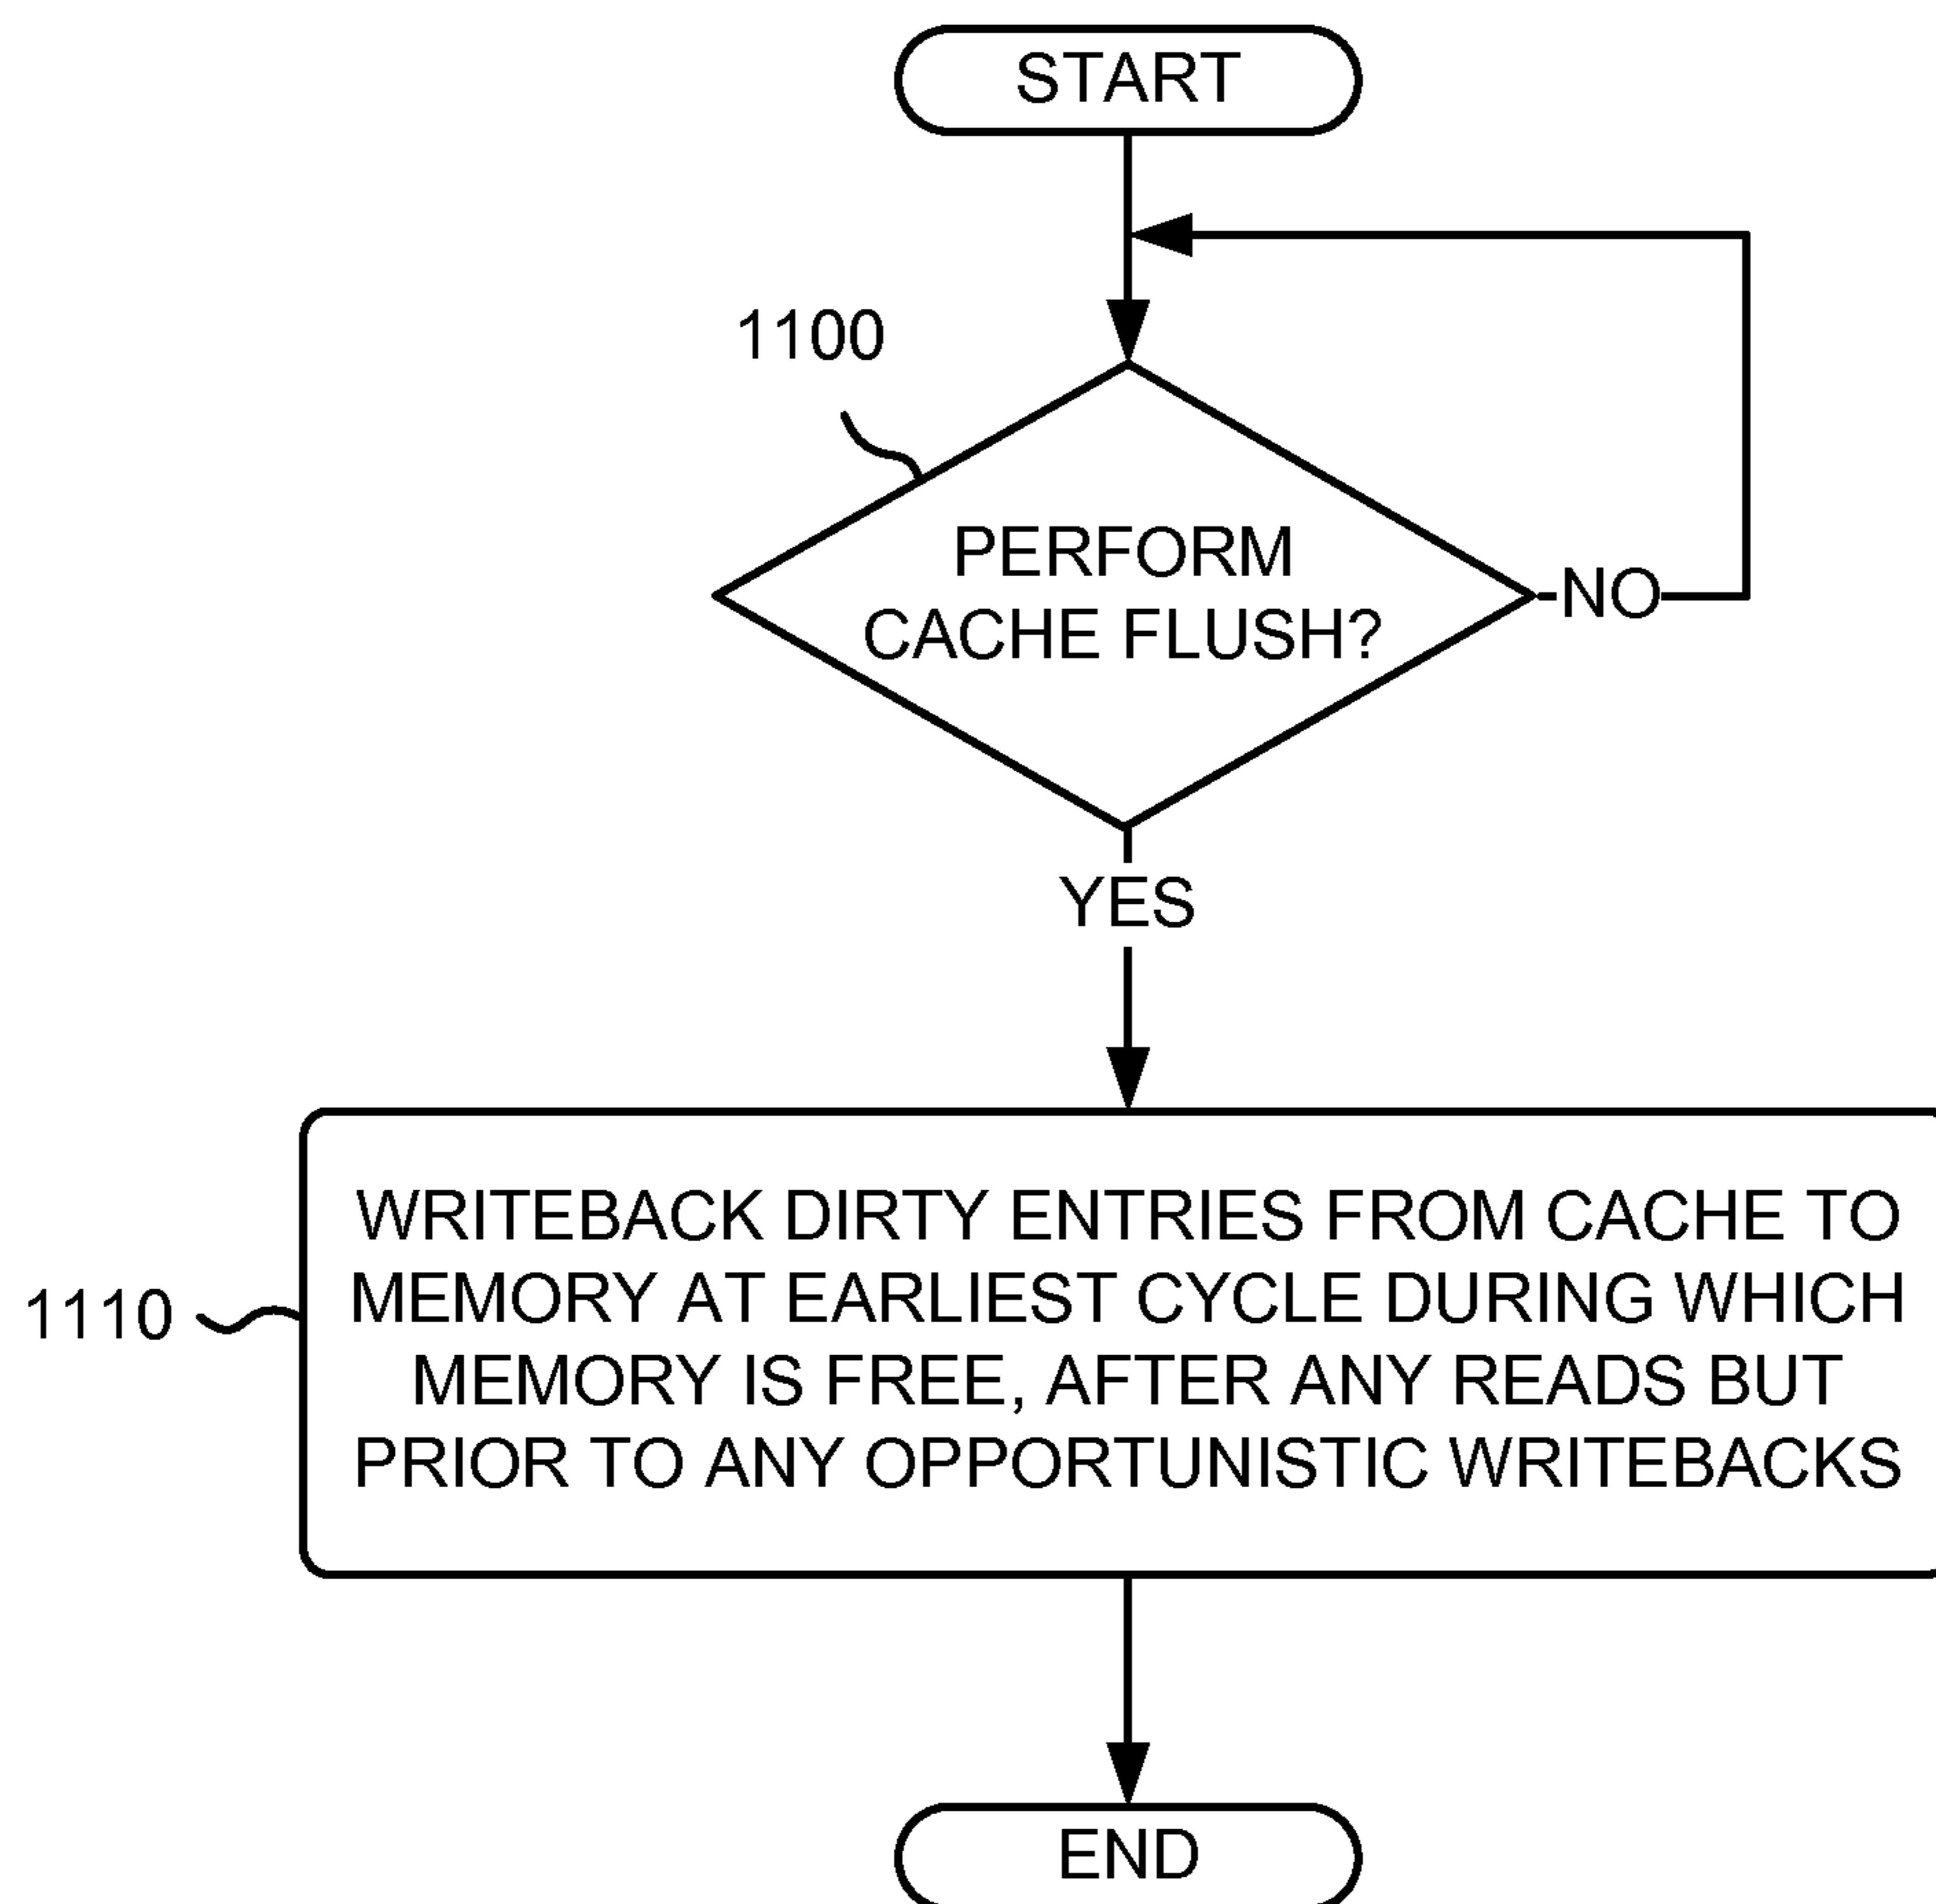 START
1100
PERFORM
CACHE FLUSH?
NO
YES
WRITEBACK DIRTY ENTRIES FROM CACHE TO
MEMORY AT EARLIEST CYCLE DURING WHICH
1110
MEMORY IS FREE, AFTER ANY READS BUT
PRIOR TO ANY OPPORTUNISTIC WRITEBACKS
END